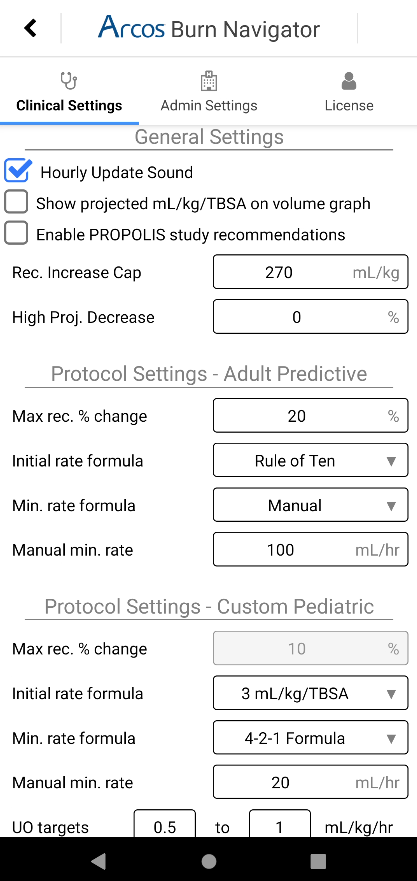 Arcos Burn Navigator
Clinical Settings Admin Settings License
General Settings
Hourly Update Sound
Show projected mL/kg/TBSA on volume graph
Enable PROPOLIS study recommendations
Rec. Increase Cap 270 mL/kg
High Proj. Decrease 0 %
Protocol Settings - Adult Predictive
Max rec. % change 20 %
Initial rate formula Rule of Ten
Min. rate formula Manual
Manual min. rate 100 mL/hr
Protocol Settings - Custom Pediatric
Max rec. % change 10 %
Initial rate formula 3 mL/kg/TBSA
Min. rate formula 4-2-1 Formula
Manual min. rate 20 mL/hr
UO targets 0.5 to 1 mL/kg/hr